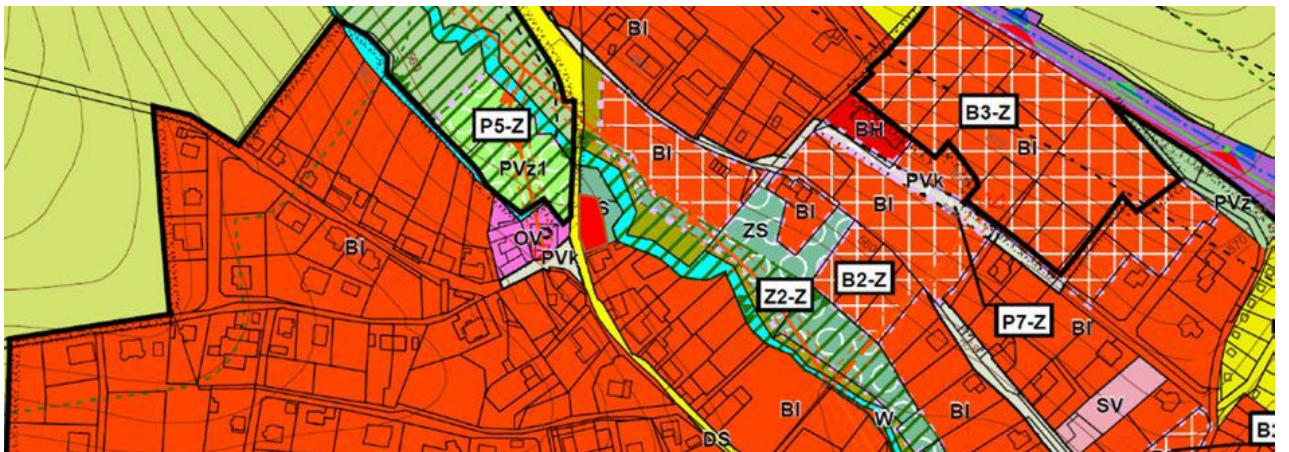 BI
B3-Z
BI
P5-Z
BH
BI
PVz1
PVk
BI
BI
PVz
OV
ZS
BI
PVk
B2-Z
Z2-Z
P7-Z
BI
BI
BI
W
SV
DS